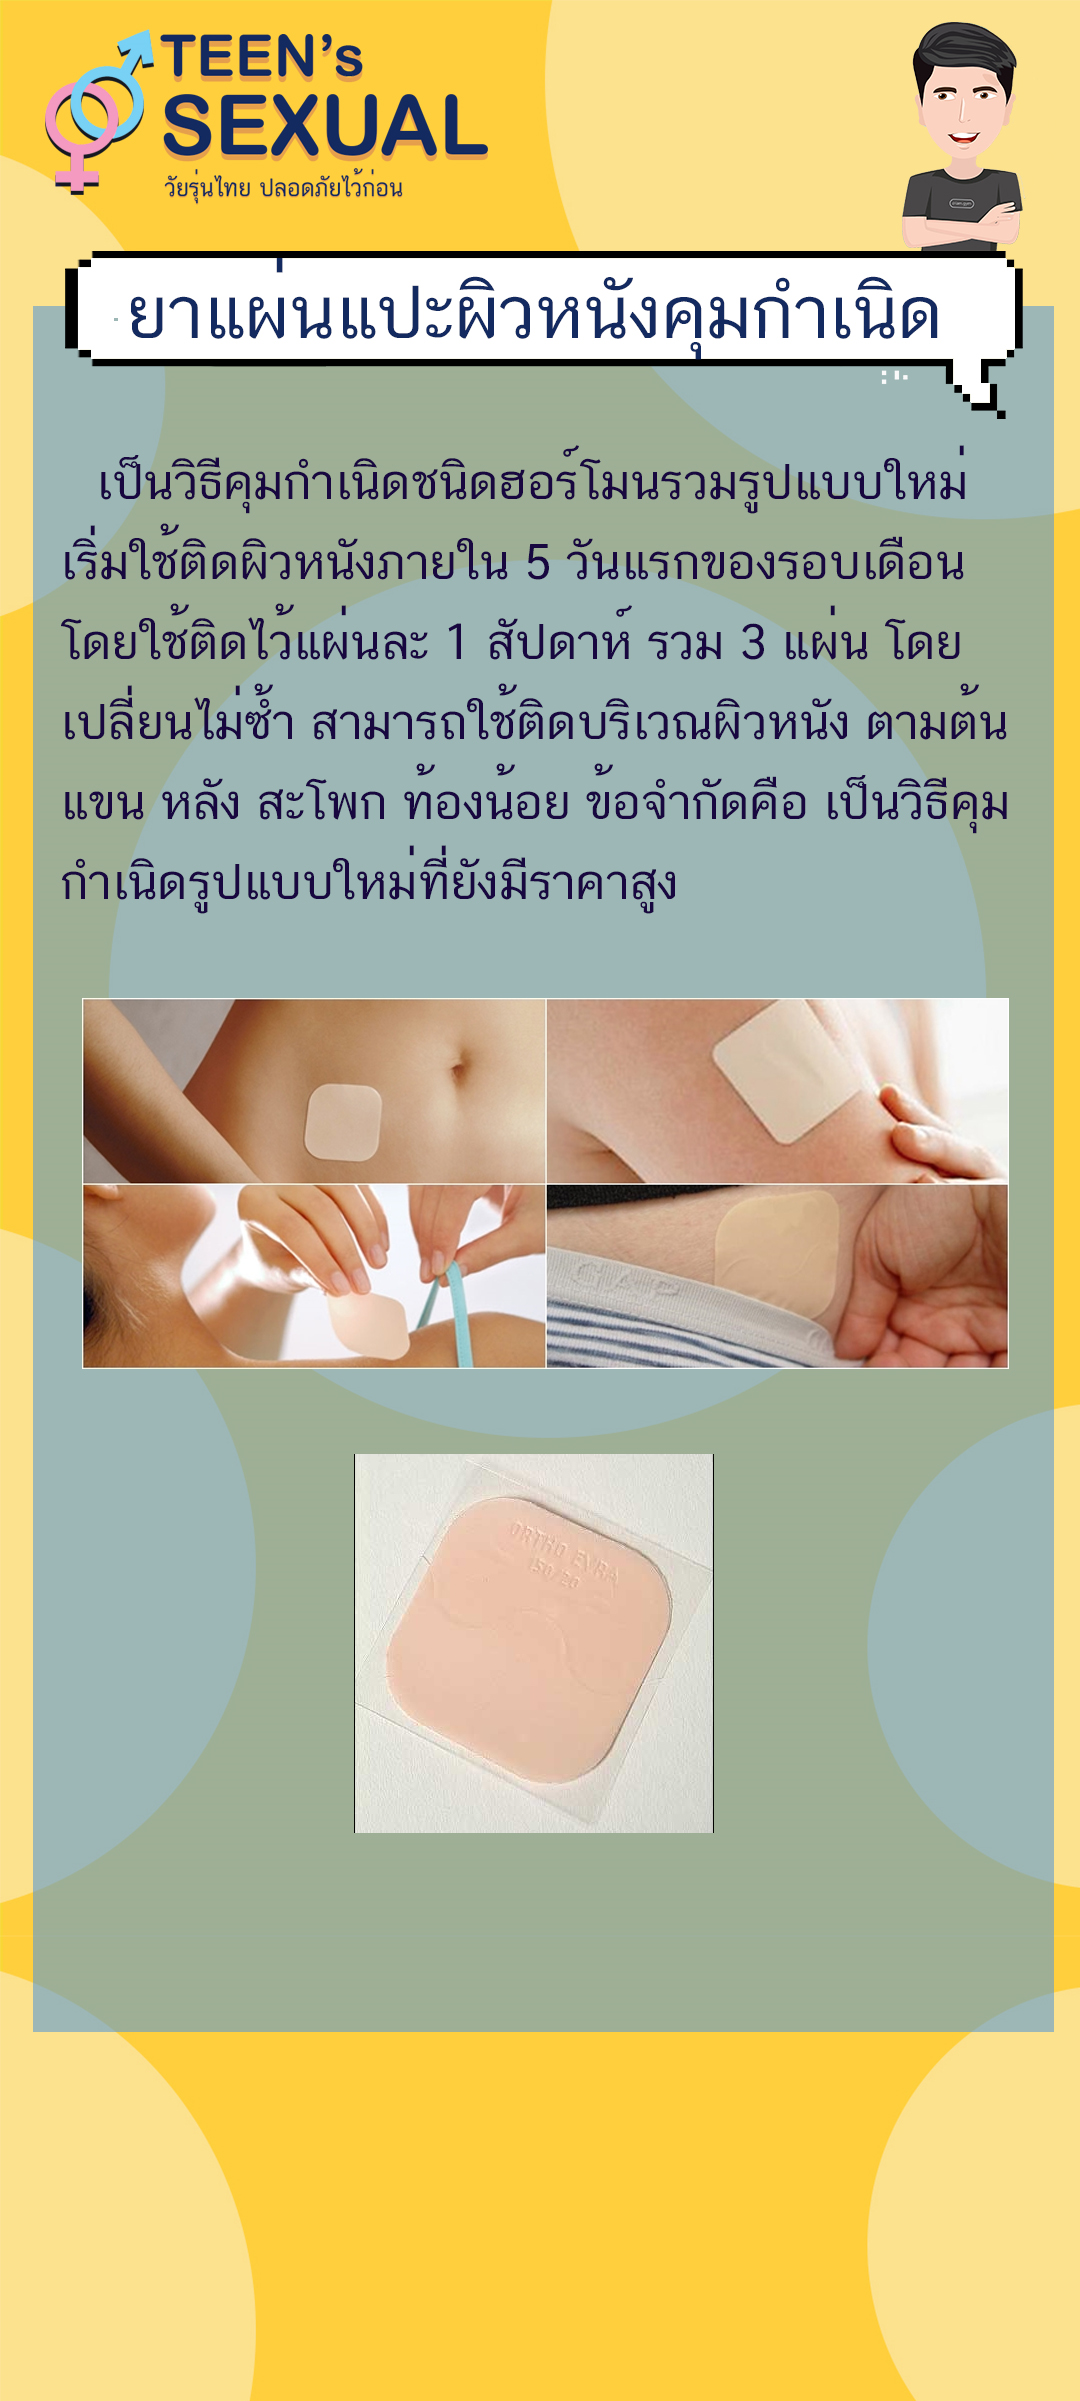 TEEN's
SEXUAL
วัยรุ่นไทย ปลอดภัยไว้ก่อน
ยาแผ่นแปะผิวหนังคุมกำเนิด
เป็นวิธีคุมกำเนิดชนิดฮอร์โมนรวมรูปแบบใหม่
เริ่มใช้ติดผิวหนังภายใน 5 วันแรกของรอบเดือน
โดยใช้ติดไว้แผ่นละ 1 สัปดาห์ รวม 3 แผ่น โดย
เปลี่ยนไม่ซ้ำ สามารถใช้ติดบริเวณผิวหนัง ตามต้น
แขน หลัง สะโพก ท้องน้อย ข้อจำกัดคือ เป็นวิธีคุม
กำเนิดรูปแบบใหม่ที่ยังมีราคาสูง
GAP
ORTHO EVRA
150/20